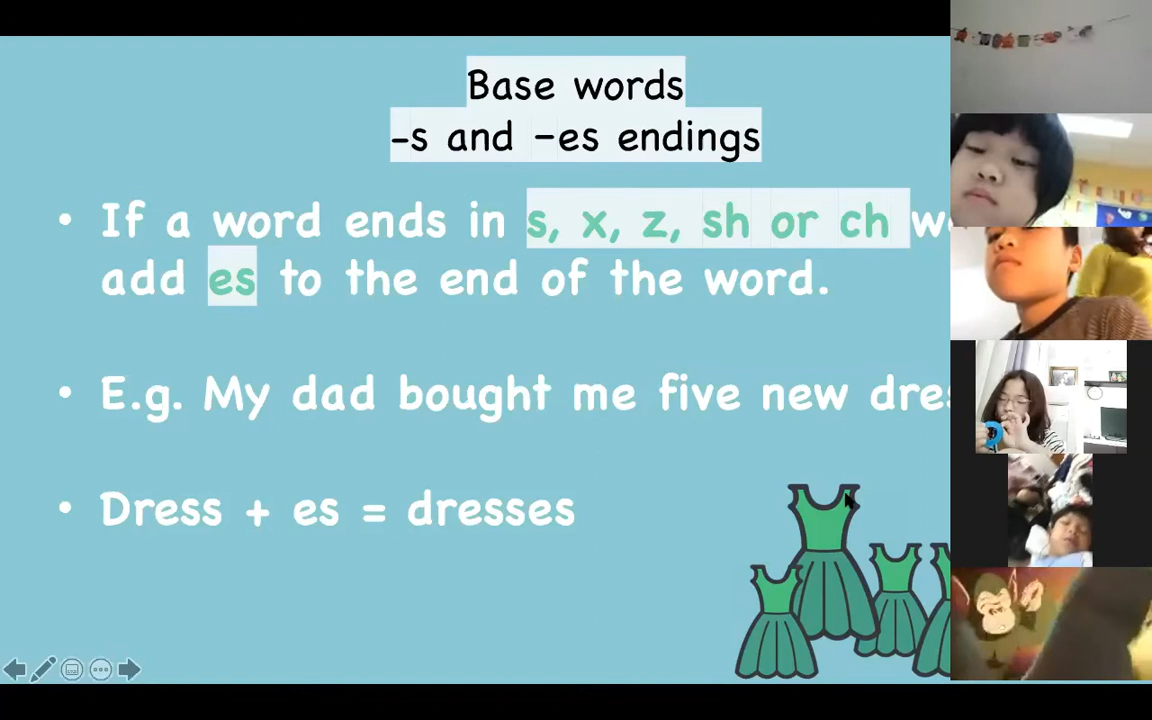 Base words
-s and –es endings
• If a word ends in s, x, z, sh or ch
add es to the end of the word.
• E.g. My dad bought me five new
• Dress + es = dresses